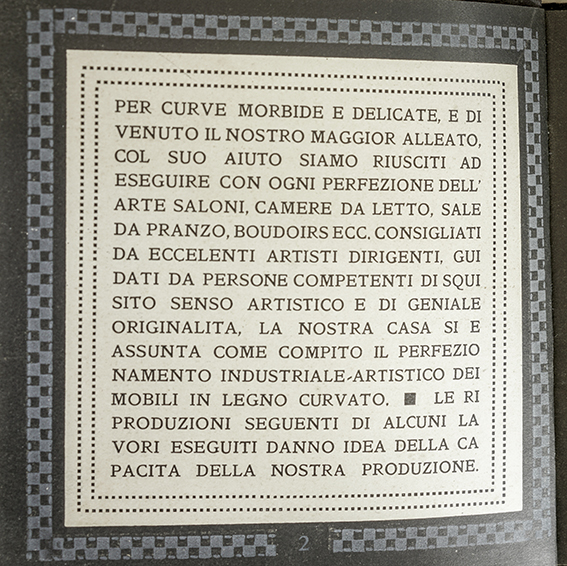 PER CURVE MORBIDE E DELICATE, E DI
VENUTO IL NOSTRO MAGGIOR ALLEATO,
COL SUO AIUTO SIAMO RIUSCITI AD
ESEGUIRE CON OGNI PERFEZIONE DELL'
ARTE SALONI, CAMERE DA LETTO, SALE
DA PRANZO, BOUDOIRS ECC. CONSIGLIATI
DA ECCELENTI ARTISTI DIRIGENTI, GUI
DATI DA PERSONE COMPETENTI DI SQUI
SITO SENSO ARTISTICO E DI GENIALE
ORIGINALITA, LA NOSTRA CASA SI E
ASSUNTA COME COMPITO IL PERFEZIO
NAMENTO INDUSTRIALE-ARTISTICO DEI
MOBILI IN LEGNO CURVATO. ■ LE RI
PRODUZIONI SEGUENTI DI ALCUNI LA
VORI ESEGUITI DANNO IDEA DELLA CA
PACITA DELLA NOSTRA PRODUZIONE.
2